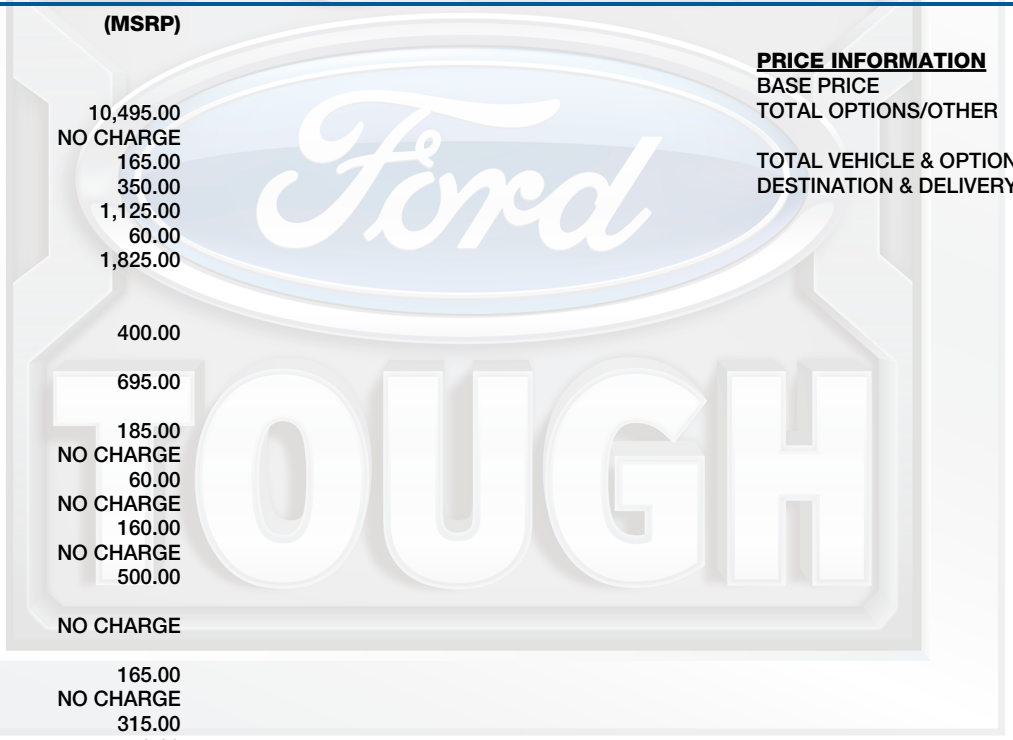 (MSRP)
10,495.00
NO CHARGE
165.00
350.00
1,125.00
60.00
1,825.00
400.00
695.00
185.00
NO CHARGE
60.00
NO CHARGE
160.00
NO CHARGE
500.00
NO CHARGE
165.00
NO CHARGE
315.00
PRICE INFORMATION
BASE PRICE
TOTAL OPTIONS/OTHER
TOTAL VEHICLE & OPTION
DESTINATION & DELIVERY
Ford
TOUGH